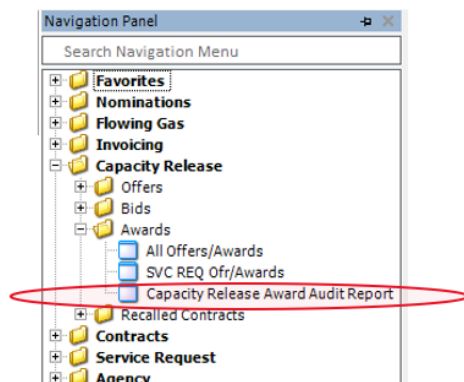 Navigation Panel
Search Navigation Menu
Favorites
Nominations
Flowing Gas
Invoicing
Capacity Release
Offers
Bids
Awards
All Offers/Awards
SVC REQ Ofr/Awards
Capacity Release Award Audit Report
Recalled Contracts
Contracts
Service Request
Agency